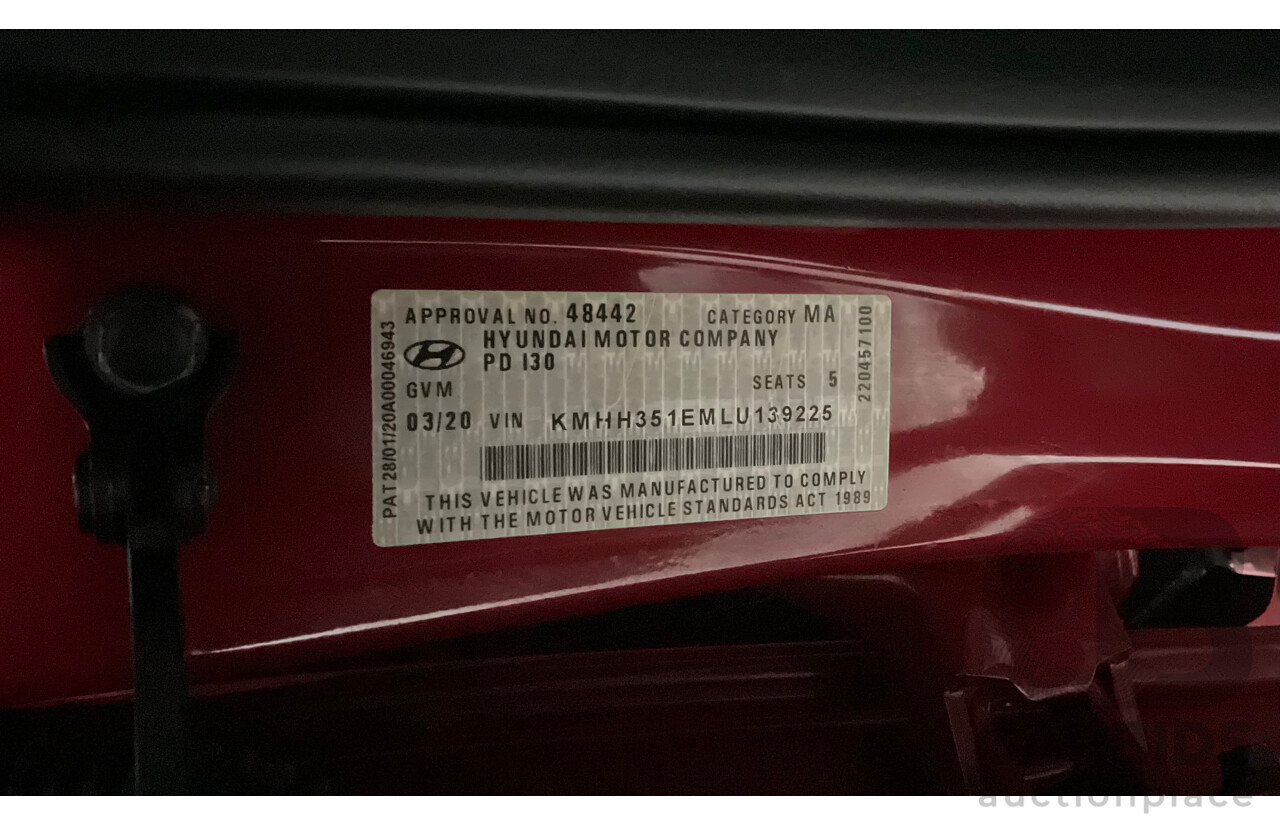 APPROVAL NO. 48442 CATEGORY MA
HYUNDAI MOTOR COMPANY
PD I30
GVM SEATS 5
03/20 VIN KMHH351EMLU139225
THIS VEHICLE WAS MANUFACTURED TO COMPLY
WITH THE MOTOR VEHICLE STANDARDS ACT 1989
PAT28/01/20A00046943
220457100
auctionplace